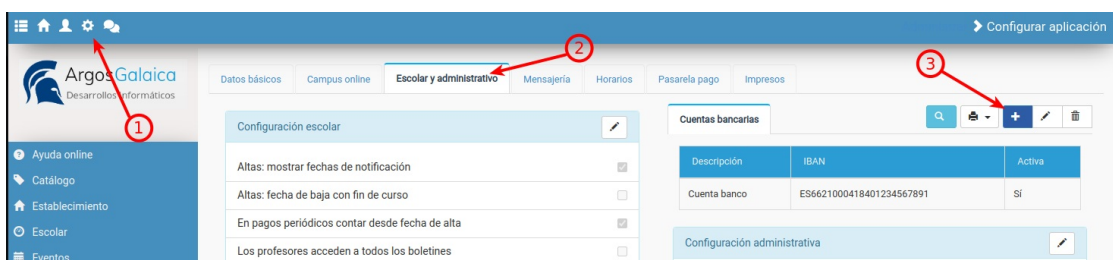 Configurar aplicación
2
3
1
ArgosGalaica
Desarrollos informáticos
Datos básicos
Campus online
Escolar y administrativo
Mensajería
Horarios
Pasarela pago
Impresos
Configuración escolar
Cuentas bancarias
Ayuda online
Catálogo
Establecimiento
Escolar
Eventos
Altas: mostrar fechas de notificación
Altas: fecha de baja con fin de curso
En pagos periódicos contar desde fecha de alta
Los profesores acceden a todos los boletines
Descripción IBAN Activa
Cuenta banco ES6621000418401234567891 Sí
Configuración administrativa